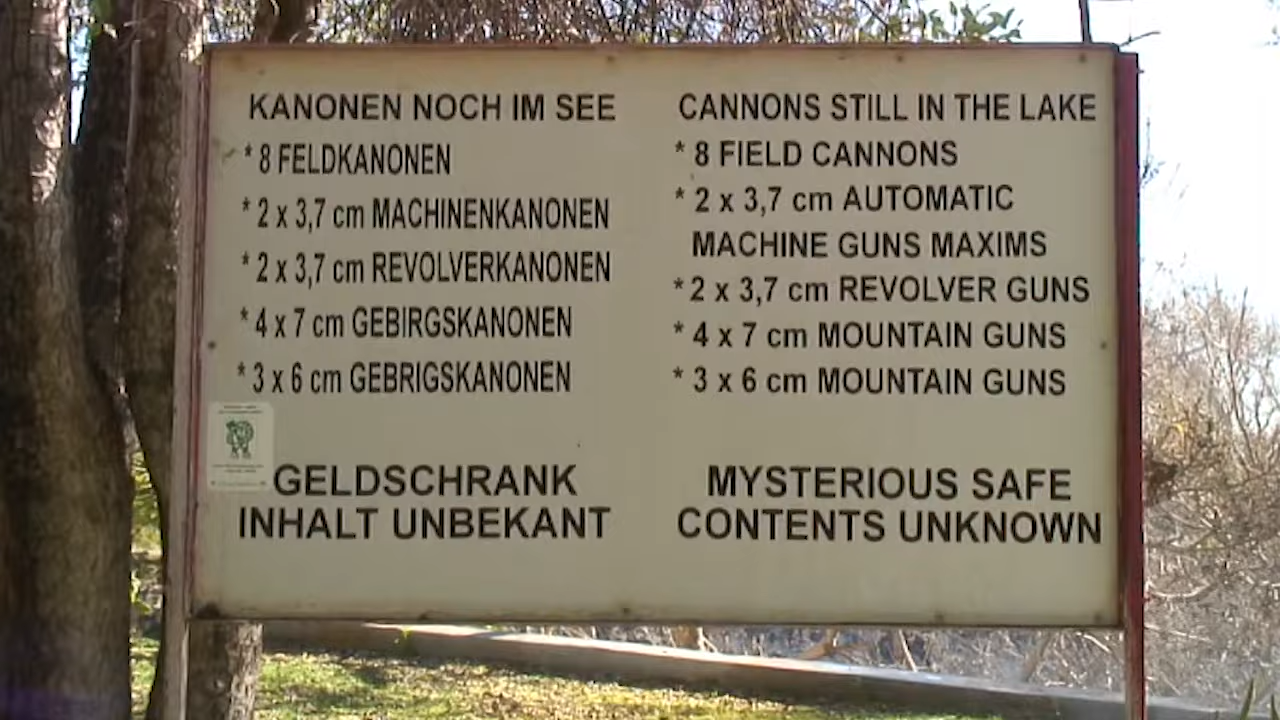 KANONEN NOCH IM SEE
* 8 FELDKANONEN
* 2 x 3,7 cm MACHINENKANONEN
* 2 x 3,7 cm REVOLVERKANONEN
* 4 x 7 cm GEBIRGSKANONEN
* 3 x 6 cm GEBRIGSKANONEN
GELDSCHRANK
INHALT UNBEKANT
CANNONS STILL IN THE LAKE
* 8 FIELD CANNONS
* 2 x 3,7 cm AUTOMATIC
MACHINE GUNS MAXIMS
* 2 x 3,7 cm REVOLVER GUNS
* 4 x 7 cm MOUNTAIN GUNS
* 3 x 6 cm MOUNTAIN GUNS
MYSTERIOUS SAFE
CONTENTS UNKNOWN